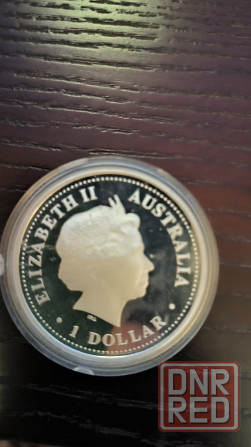 ELIZABETH II
AUSTRALIA
• 1 DOLLAR •
DNR
RED